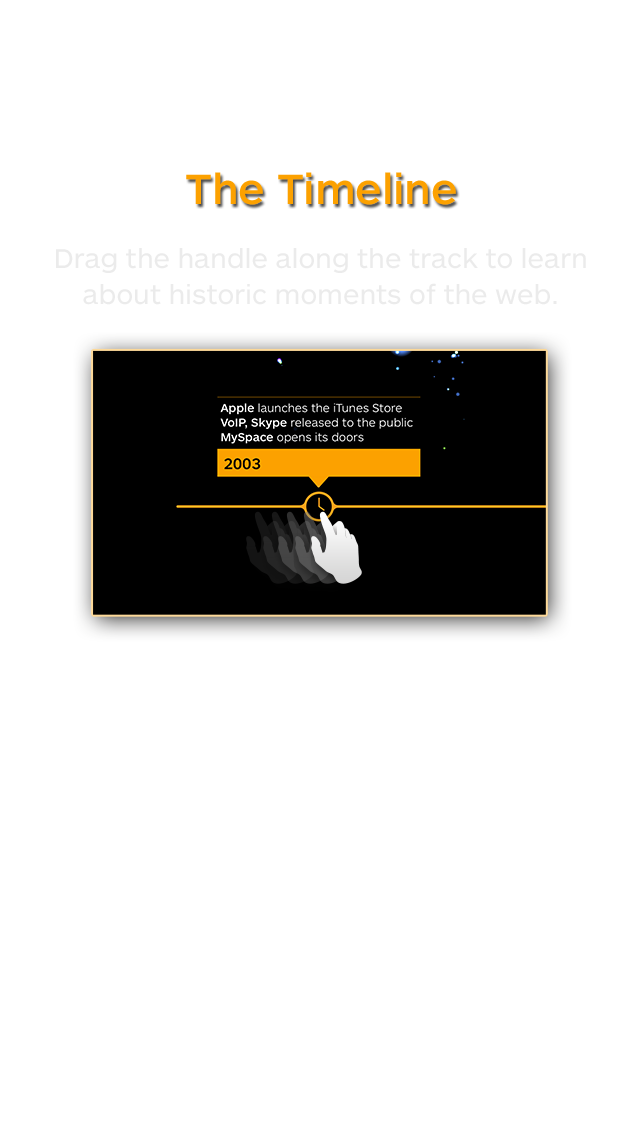 The Timeline
Drag the handle along the track to learn
about historic moments of the web.
Apple launches the iTunes Store
VoIP, Skype released to the public
MySpace opens its doors
2003